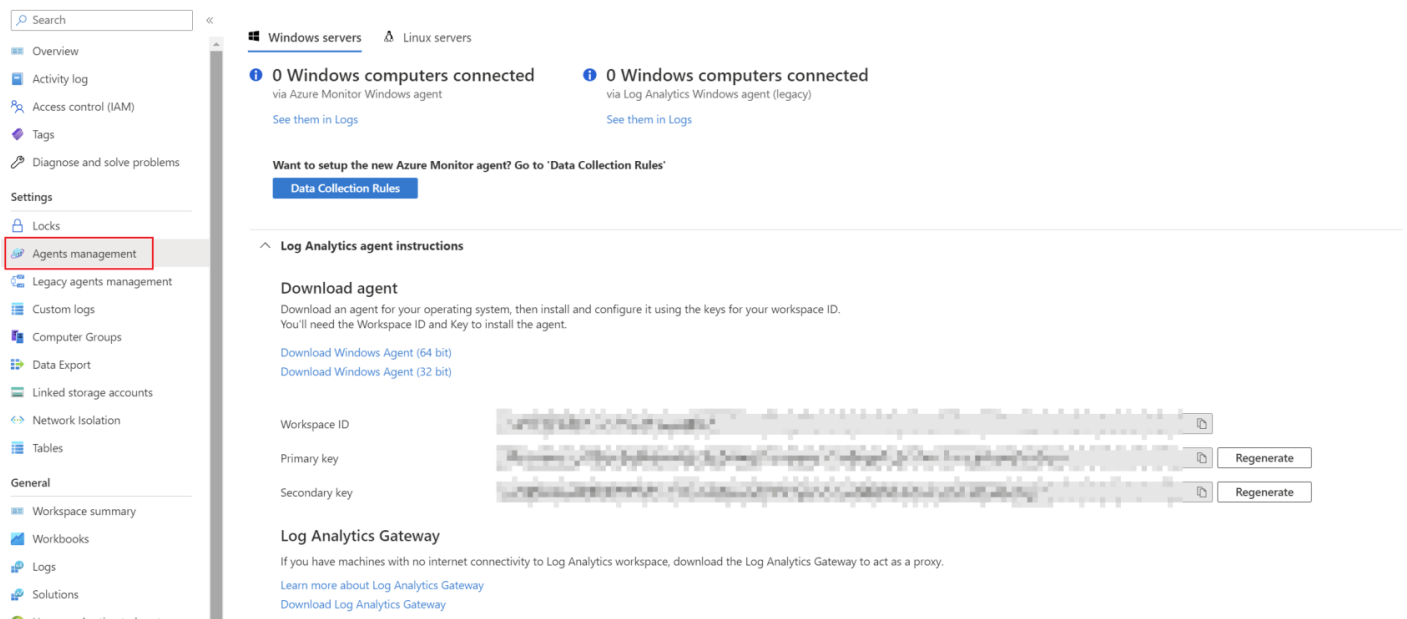 Search
«
Overview
Activity log
Access control (IAM)
Tags
Diagnose and solve problems
Settings
Locks
Agents management
Legacy agents management
Custom logs
Computer Groups
Data Export
Linked storage accounts
Network Isolation
Tables
General
Workspace summary
Workbooks
Logs
Solutions
Windows servers
Linux servers
0 Windows computers connected
via Azure Monitor Windows agent
See them in Logs
0 Windows computers connected
via Log Analytics Windows agent (legacy)
See them in Logs
Want to setup the new Azure Monitor agent? Go to 'Data Collection Rules'
Data Collection Rules
Log Analytics agent instructions
Download agent
Download an agent for your operating system, then install and configure it using the keys for your workspace ID.
You'll need the Workspace ID and Key to install the agent.
Download Windows Agent (64 bit)
Download Windows Agent (32 bit)
Workspace ID
Primary key
Regenerate
Secondary key
Regenerate
Log Analytics Gateway
If you have machines with no internet connectivity to Log Analytics workspace, download the Log Analytics Gateway to act as a proxy.
Learn more about Log Analytics Gateway
Download Log Analytics Gateway